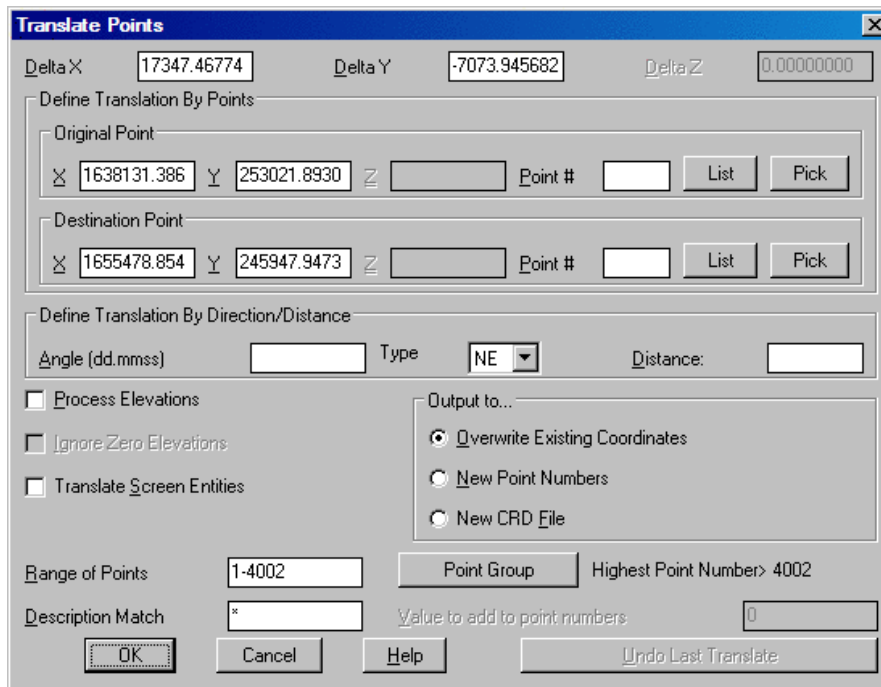 Translate Points
Delta X 17347.46774 Delta Y -7073.945682 Delta Z 0.00000000
Define Translation By Points
Original Point
X 1638131.386 Y 253021.8930 Z Point # List Pick
Destination Point
X 1655478.854 Y 245947.9473 Z Point # List Pick
Define Translation By Direction/Distance
Angle (dd.mmss) Type NE Distance:
Process Elevations Output to...
Ignore Zero Elevations Overwrite Existing Coordinates
Translate Screen Entities New Point Numbers
New CRD File
Range of Points 1-4002 Point Group Highest Point Number> 4002
Description Match * Value to add to point numbers 0
OK Cancel Help Undo Last Translate